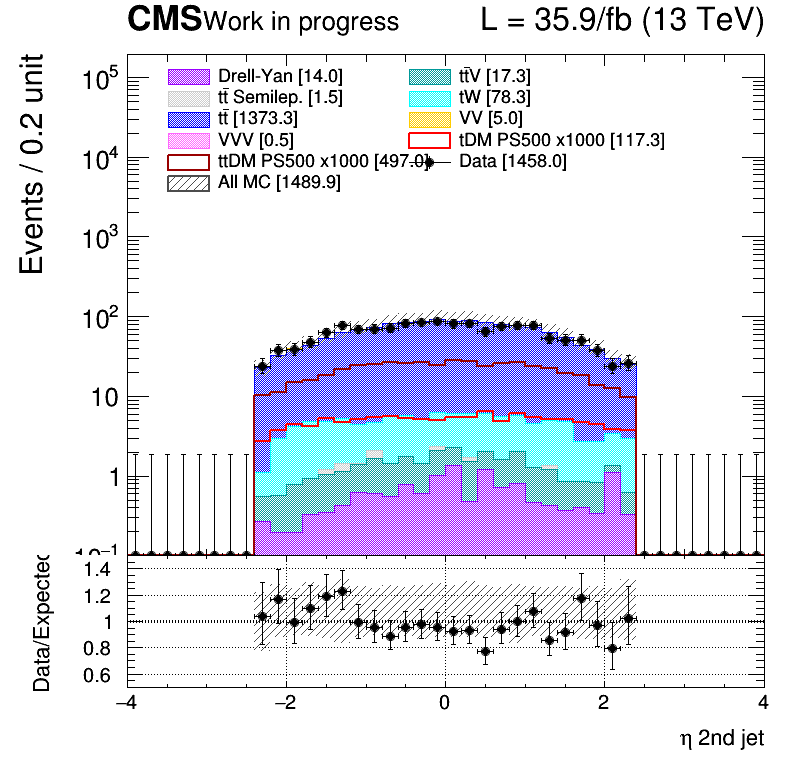 CMS Work in progress L = 35.9/fb (13 TeV)
Events / 0.2 unit
Drell-Yan [14.0] tt̄V [17.3]
tt̄ Semilep. [1.5] tW [78.3]
tt̄ [1373.3] VV [5.0]
VVV [0.5] tDM PS500 x1000 [117.3]
ttDM PS500 x1000 [497.0] Data [1458.0]
All MC [1489.9]
10⁵
10⁴
10³
10²
10
1
10⁻¹
Data/Expected
1.4
1.2
1
0.8
0.6
−4 −2 0 2 4
η 2nd jet